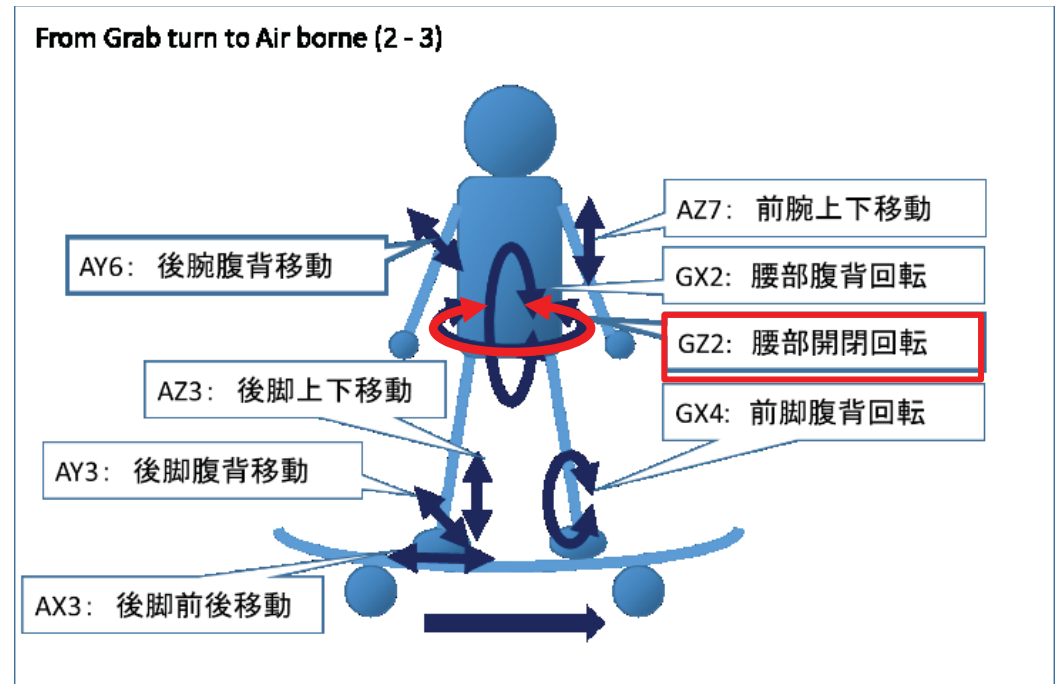 From Grab turn to Air borne (2 - 3)
AZ7: 前腕上下移動
AY6: 後腕腹背移動
GX2: 腰部腹背回転
GZ2: 腰部開閉回転
AZ3: 後脚上下移動
GX4: 前脚腹背回転
AY3: 後脚腹背移動
AX3: 後脚前後移動